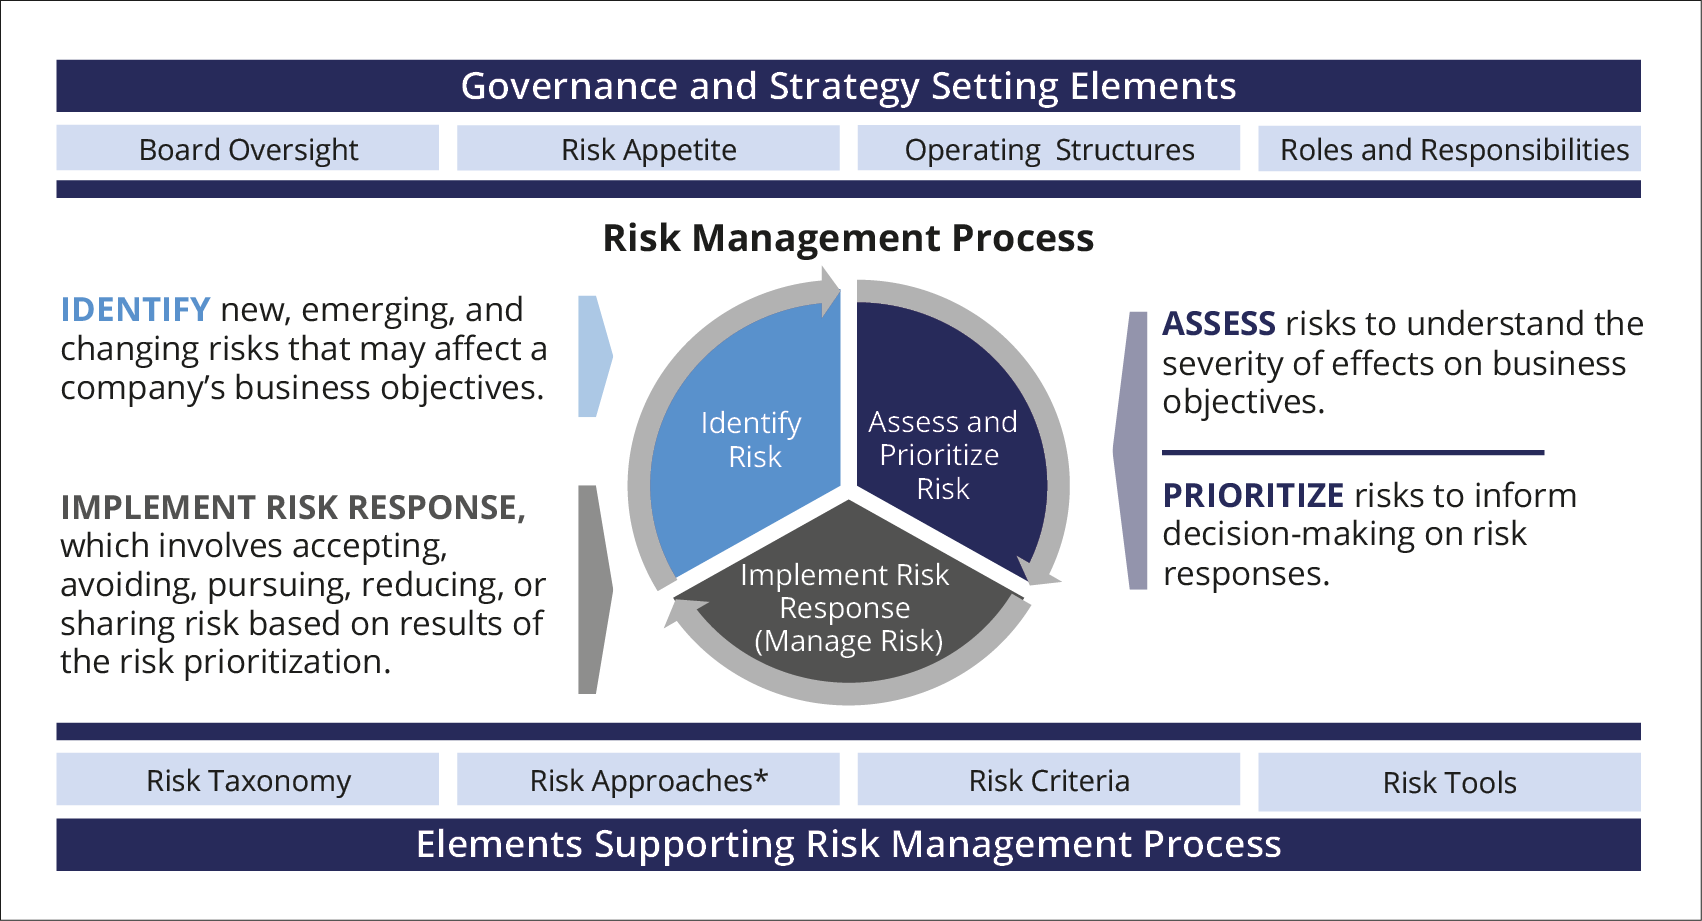 Governance and Strategy Setting Elements
Board Oversight
Risk Appetite
Operating Structures
Roles and Responsibilities
Risk Management Process
IDENTIFY new, emerging, and
changing risks that may affect a
company’s business objectives.
IMPLEMENT RISK RESPONSE,
which involves accepting,
avoiding, pursuing, reducing, or
sharing risk based on results of
the risk prioritization.
Identify
Risk
Assess and
Prioritize
Risk
Implement Risk
Response
(Manage Risk)
ASSESS risks to understand the
severity of effects on business
objectives.
PRIORITIZE risks to inform
decision-making on risk
responses.
Risk Taxonomy
Risk Approaches*
Risk Criteria
Risk Tools
Elements Supporting Risk Management Process